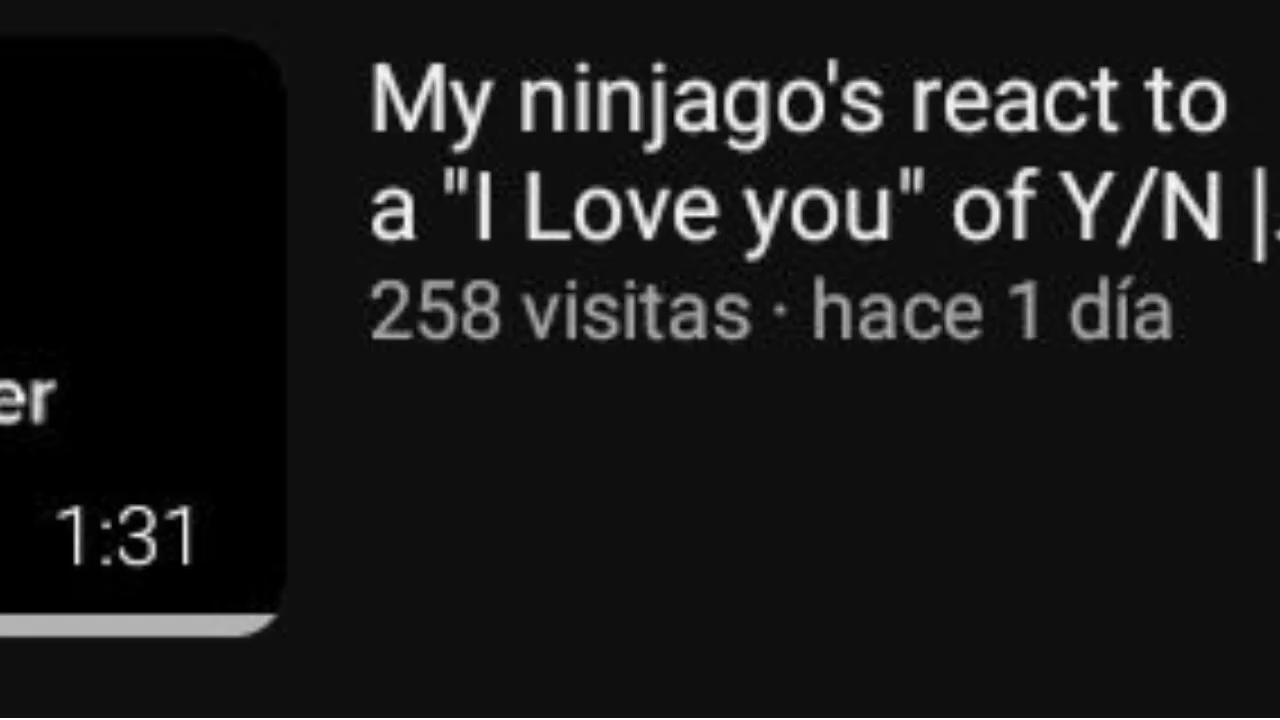 My ninjago's react to
a "I Love you" of Y/N |
258 visitas · hace 1 día
er
1:31